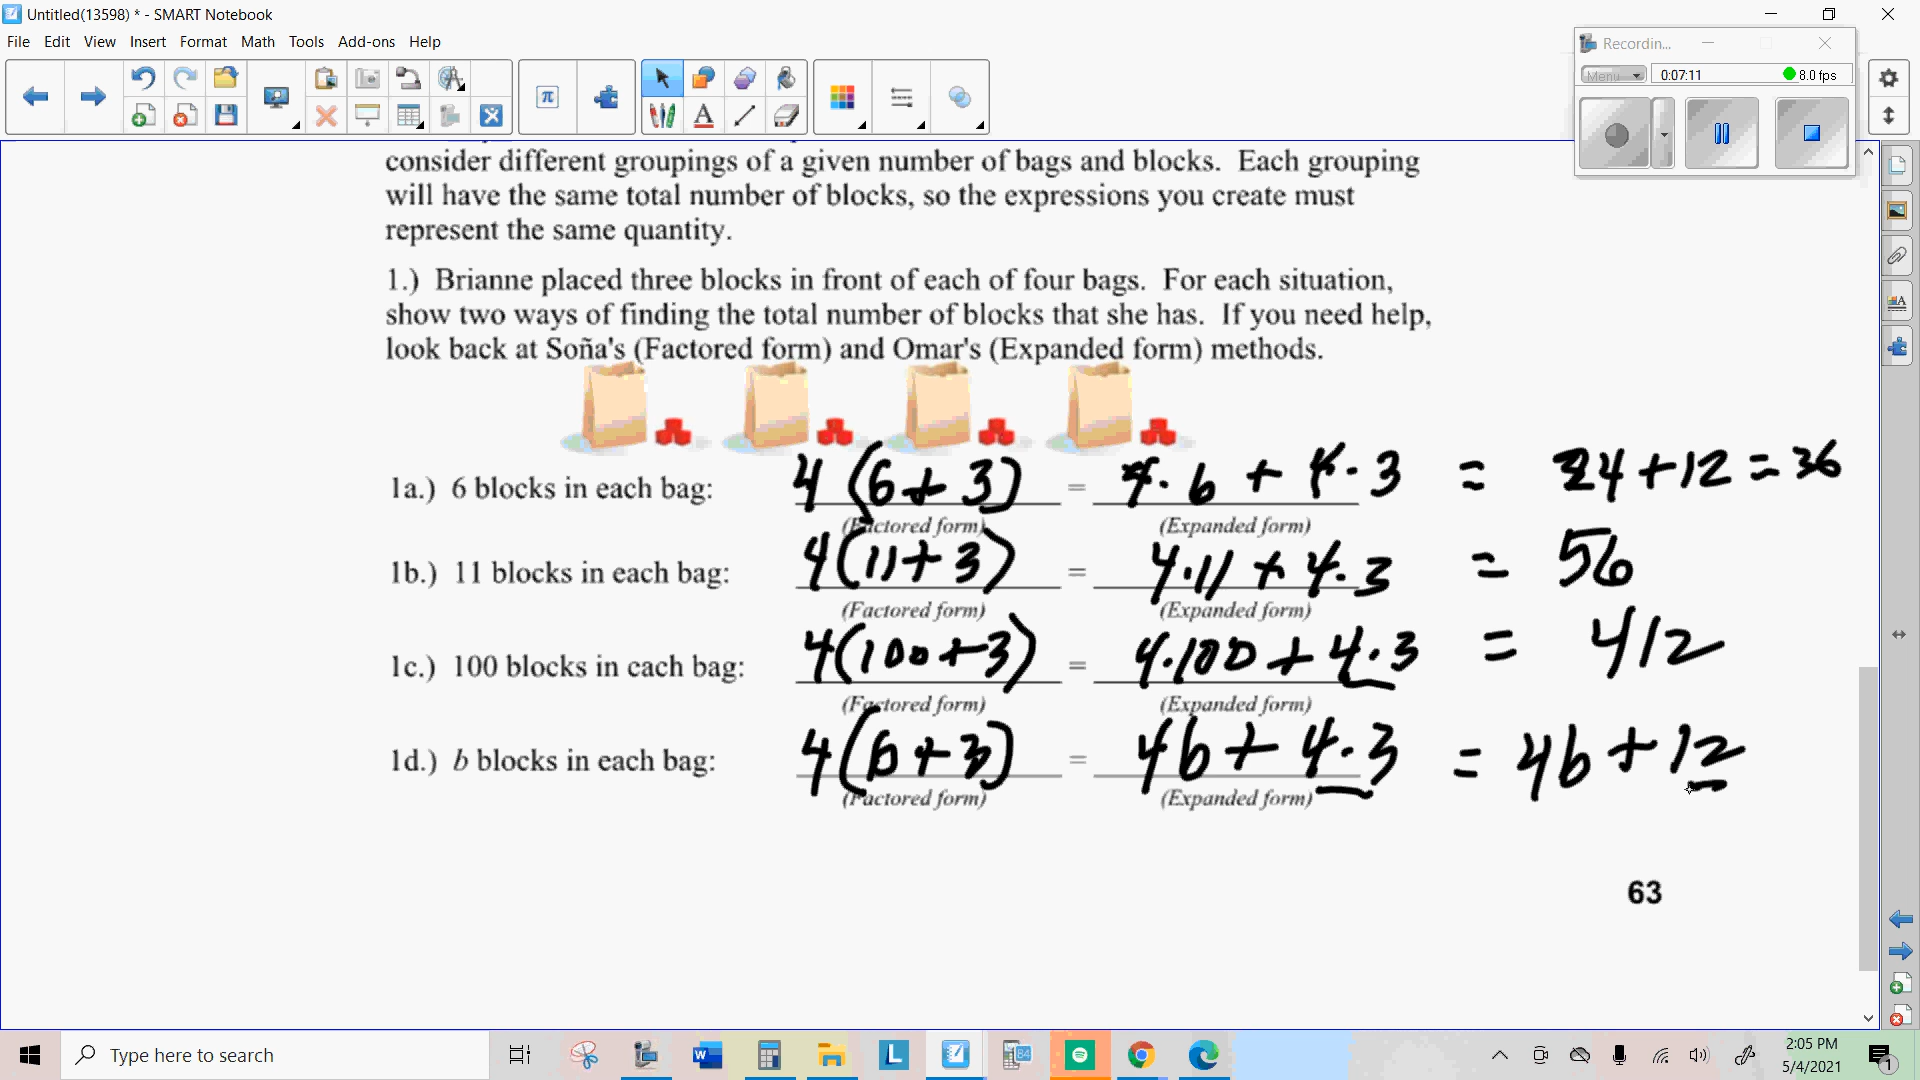 Untitled(13598) * - SMART Notebook
File Edit View Insert Format Math Tools Add-ons Help
Recordin...
Menu 0:07:11 8.0 fps
consider different groupings of a given number of bags and blocks. Each grouping
will have the same total number of blocks, so the expressions you create must
represent the same quantity.
1.) Brianne placed three blocks in front of each of four bags. For each situation,
show two ways of finding the total number of blocks that she has. If you need help,
look back at Soña's (Factored form) and Omar's (Expanded form) methods.
1a.) 6 blocks in each bag: 4(6+3) = 4·6 + 4·3 = 24+12=36
(Factored form) (Expanded form)
1b.) 11 blocks in each bag: 4(11+3) = 4·11 + 4·3 = 56
(Factored form) (Expanded form)
1c.) 100 blocks in each bag: 4(100+3) = 4·100 + 4·3 = 412
(Factored form) (Expanded form)
1d.) b blocks in each bag: 4(b+3) = 4b + 4·3 = 4b+12
(Factored form) (Expanded form)
63
Type here to search
2:05 PM
5/4/2021
1